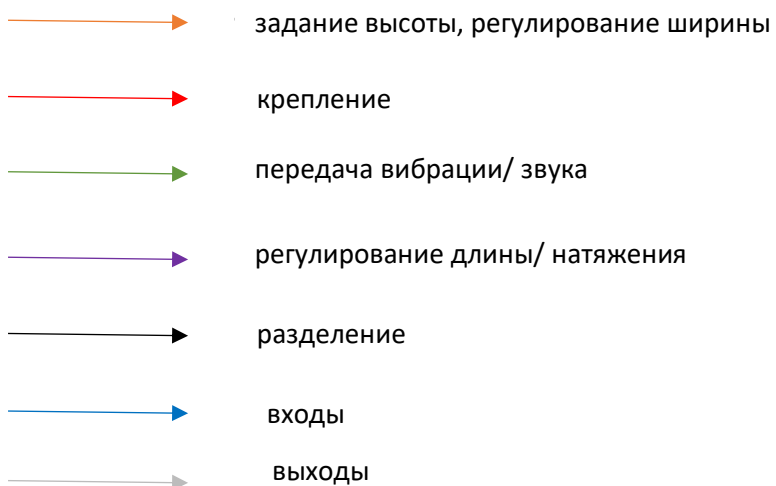 задание высоты, регулирование ширины
крепление
передача вибрации/ звука
регулирование длины/ натяжения
разделение
входы
выходы